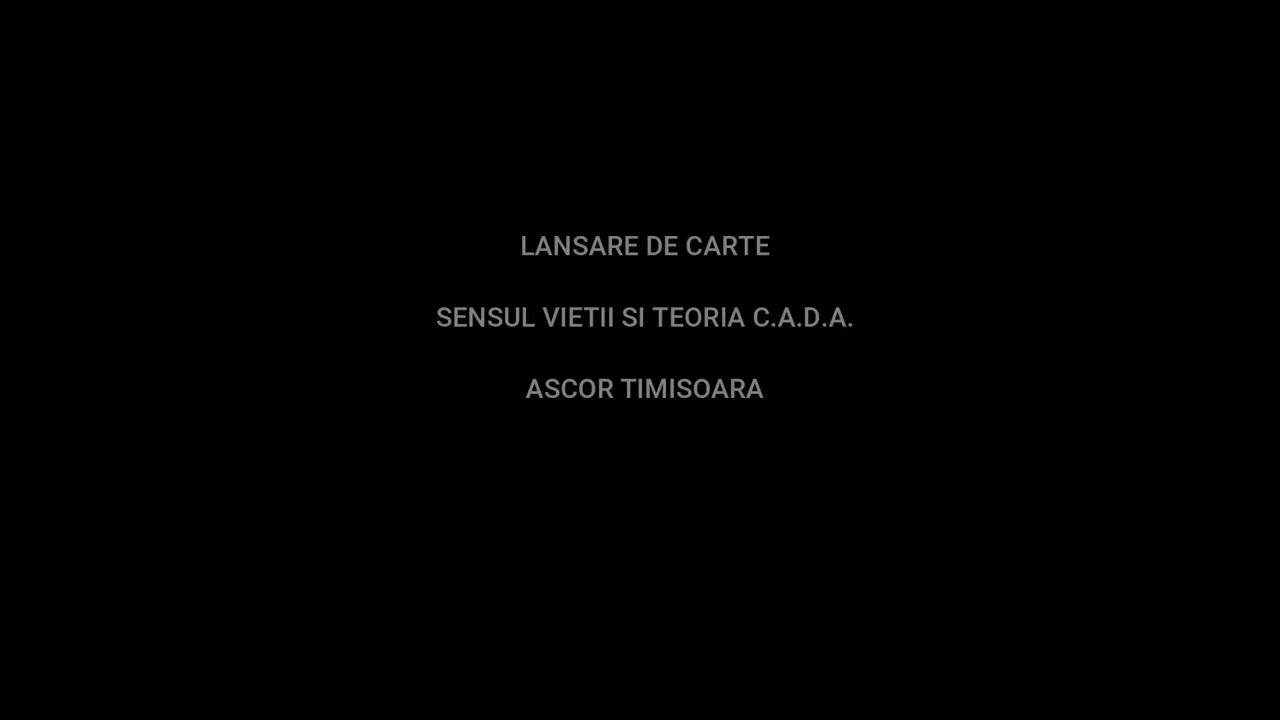 LANSARE DE CARTE
SENSUL VIETII SI TEORIA C.A.D.A.
ASCOR TIMISOARA